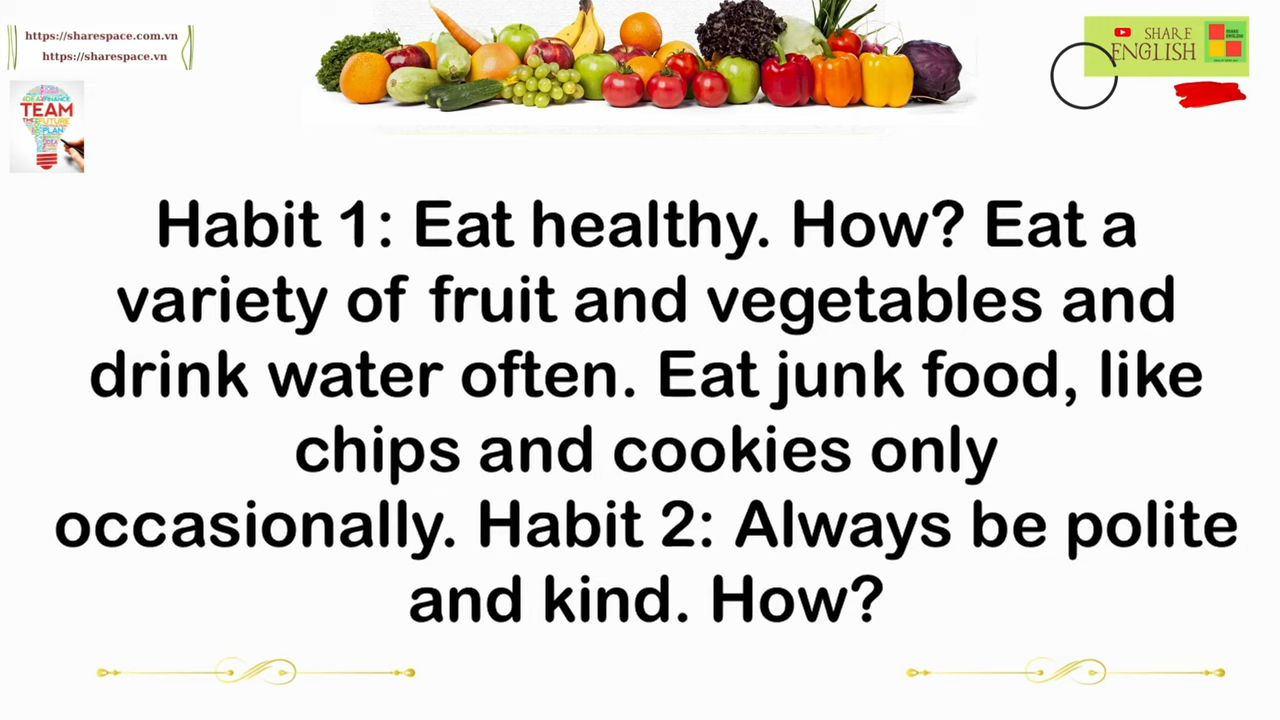 https://sharespace.com.vn
https://sharespace.vn
SHARE
ENGLISH
TEAM
PLAN
Habit 1: Eat healthy. How? Eat a
variety of fruit and vegetables and
drink water often. Eat junk food, like
chips and cookies only
occasionally. Habit 2: Always be polite
and kind. How?